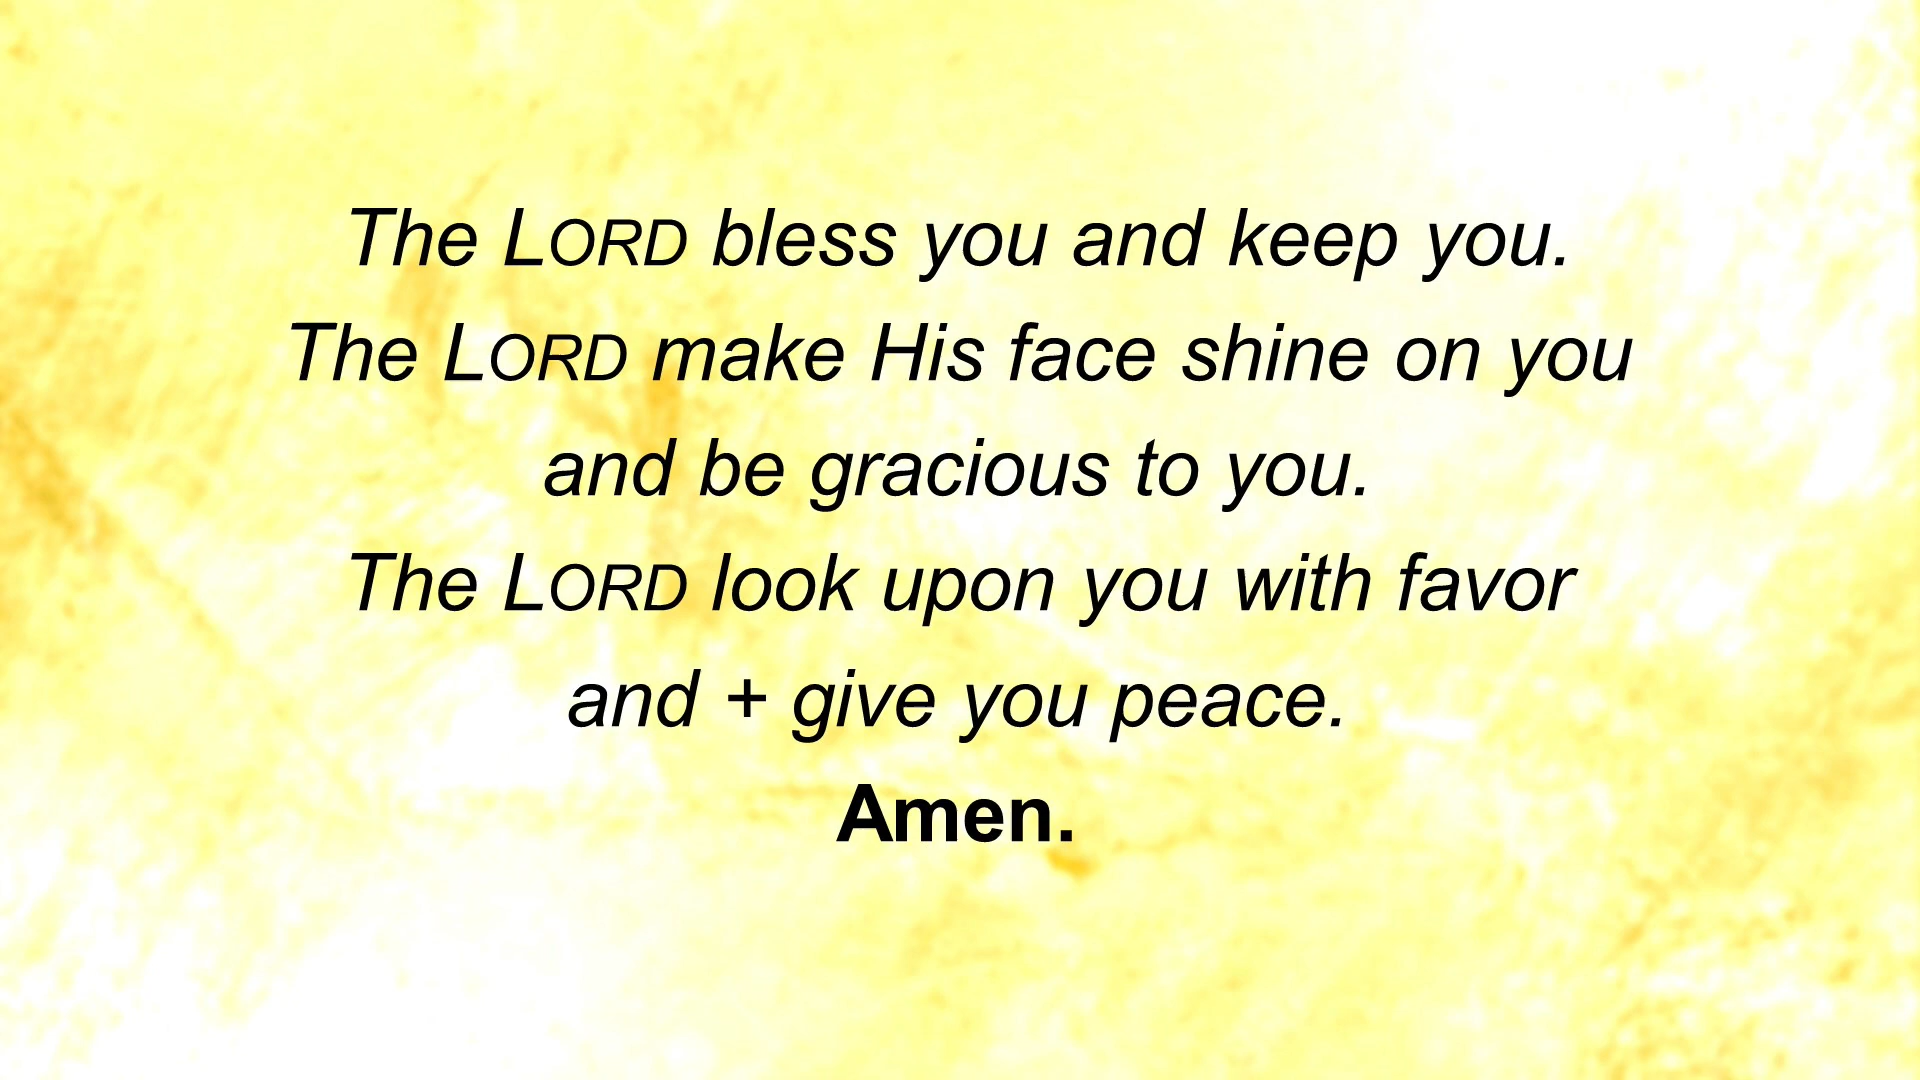 The LORD bless you and keep you.
The LORD make His face shine on you
and be gracious to you.
The LORD look upon you with favor
and + give you peace.
Amen.